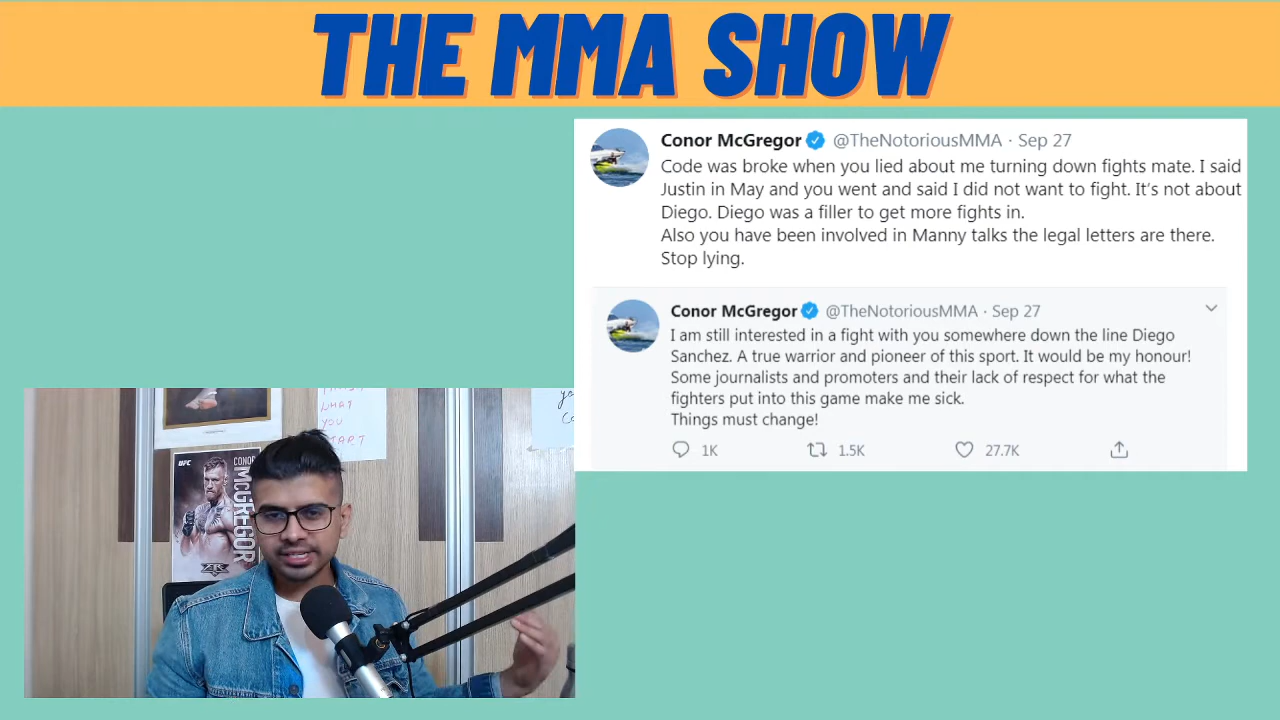 THE MMA SHOW
Conor McGregor @TheNotoriousMMA · Sep 27
Code was broke when you lied about me turning down fights mate. I said
Justin in May and you went and said I did not want to fight. It's not about
Diego. Diego was a filler to get more fights in.
Also you have been involved in Manny talks the legal letters are there.
Stop lying.
Conor McGregor @TheNotoriousMMA · Sep 27
I am still interested in a fight with you somewhere down the line Diego
Sanchez. A true warrior and pioneer of this sport. It would be my honour!
Some journalists and promoters and their lack of respect for what the
fighters put into this game make me sick.
Things must change!
1K 1.5K 27.7K
WHAT
YOU
UFC
CONOR
MCGREGOR